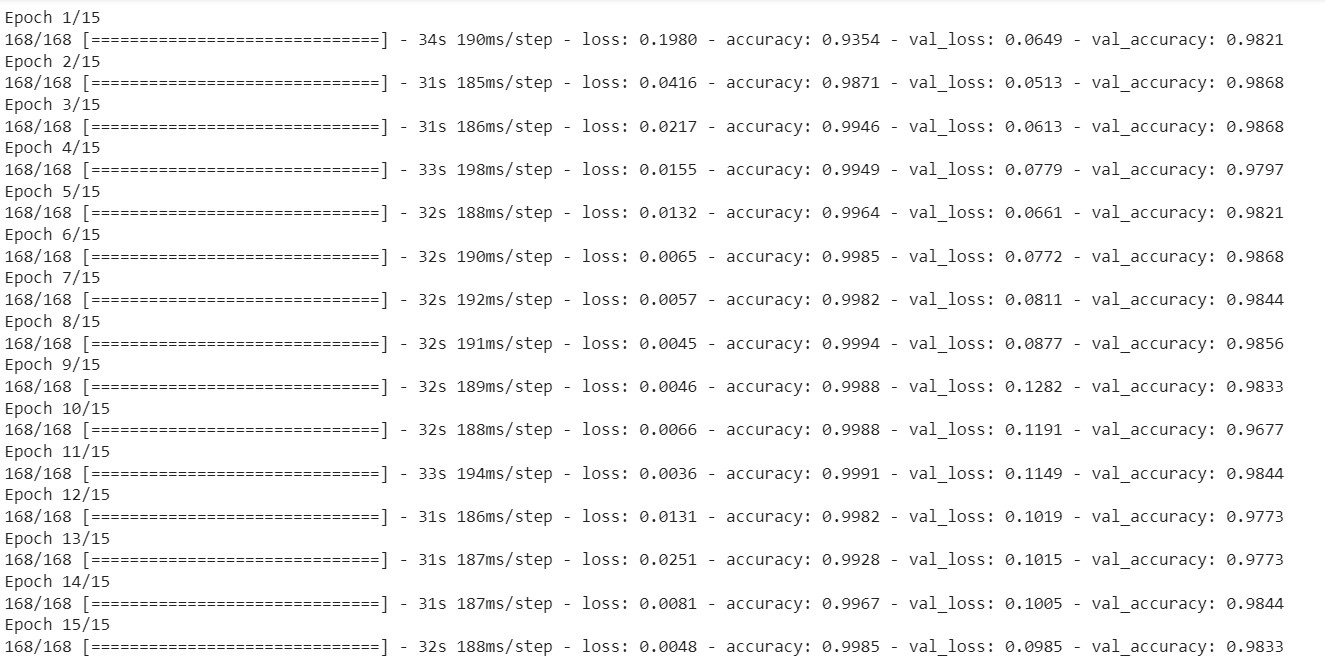 Epoch 1/15
168/168 [==============================] - 34s 190ms/step - loss: 0.1980 - accuracy: 0.9354 - val_loss: 0.0649 - val_accuracy: 0.9821
Epoch 2/15
168/168 [==============================] - 31s 185ms/step - loss: 0.0416 - accuracy: 0.9871 - val_loss: 0.0513 - val_accuracy: 0.9868
Epoch 3/15
168/168 [==============================] - 31s 186ms/step - loss: 0.0217 - accuracy: 0.9946 - val_loss: 0.0613 - val_accuracy: 0.9868
Epoch 4/15
168/168 [==============================] - 33s 198ms/step - loss: 0.0155 - accuracy: 0.9949 - val_loss: 0.0779 - val_accuracy: 0.9797
Epoch 5/15
168/168 [==============================] - 32s 188ms/step - loss: 0.0132 - accuracy: 0.9964 - val_loss: 0.0661 - val_accuracy: 0.9821
Epoch 6/15
168/168 [==============================] - 32s 190ms/step - loss: 0.0065 - accuracy: 0.9985 - val_loss: 0.0772 - val_accuracy: 0.9868
Epoch 7/15
168/168 [==============================] - 32s 192ms/step - loss: 0.0057 - accuracy: 0.9982 - val_loss: 0.0811 - val_accuracy: 0.9844
Epoch 8/15
168/168 [==============================] - 32s 191ms/step - loss: 0.0045 - accuracy: 0.9994 - val_loss: 0.0877 - val_accuracy: 0.9856
Epoch 9/15
168/168 [==============================] - 32s 189ms/step - loss: 0.0046 - accuracy: 0.9988 - val_loss: 0.1282 - val_accuracy: 0.9833
Epoch 10/15
168/168 [==============================] - 32s 188ms/step - loss: 0.0066 - accuracy: 0.9988 - val_loss: 0.1191 - val_accuracy: 0.9677
Epoch 11/15
168/168 [==============================] - 33s 194ms/step - loss: 0.0036 - accuracy: 0.9991 - val_loss: 0.1149 - val_accuracy: 0.9844
Epoch 12/15
168/168 [==============================] - 31s 186ms/step - loss: 0.0131 - accuracy: 0.9982 - val_loss: 0.1019 - val_accuracy: 0.9773
Epoch 13/15
168/168 [==============================] - 31s 187ms/step - loss: 0.0251 - accuracy: 0.9928 - val_loss: 0.1015 - val_accuracy: 0.9773
Epoch 14/15
168/168 [==============================] - 31s 187ms/step - loss: 0.0081 - accuracy: 0.9967 - val_loss: 0.1005 - val_accuracy: 0.9844
Epoch 15/15
168/168 [==============================] - 32s 188ms/step - loss: 0.0048 - accuracy: 0.9985 - val_loss: 0.0985 - val_accuracy: 0.9833